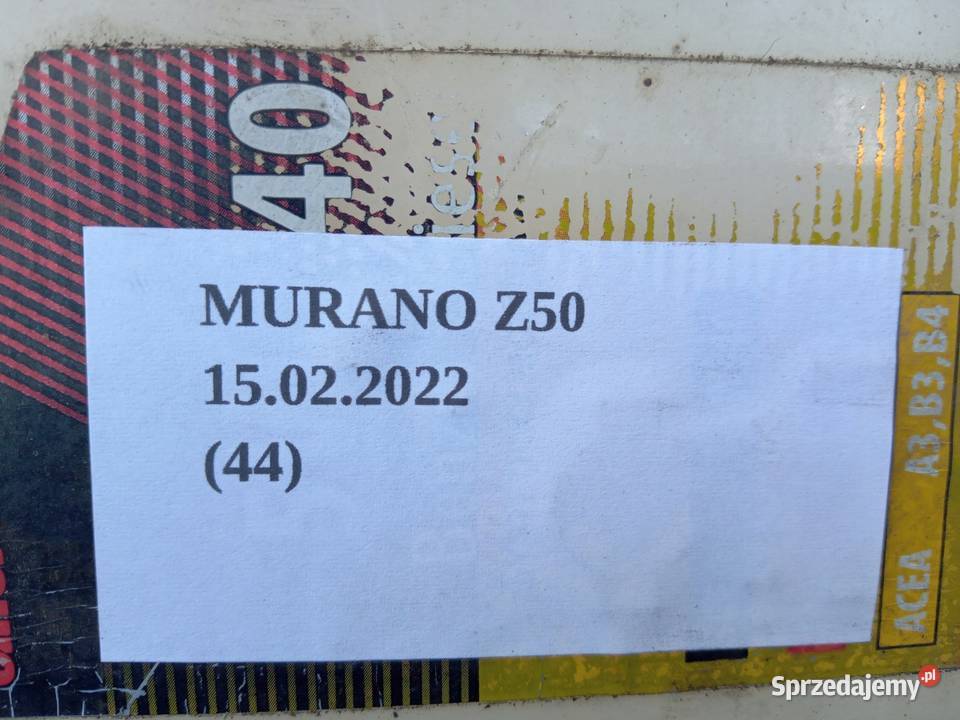 40
MURANO Z50
15.02.2022
(44)
ACEA A3,B3,B4
Sprzedajemy.pl